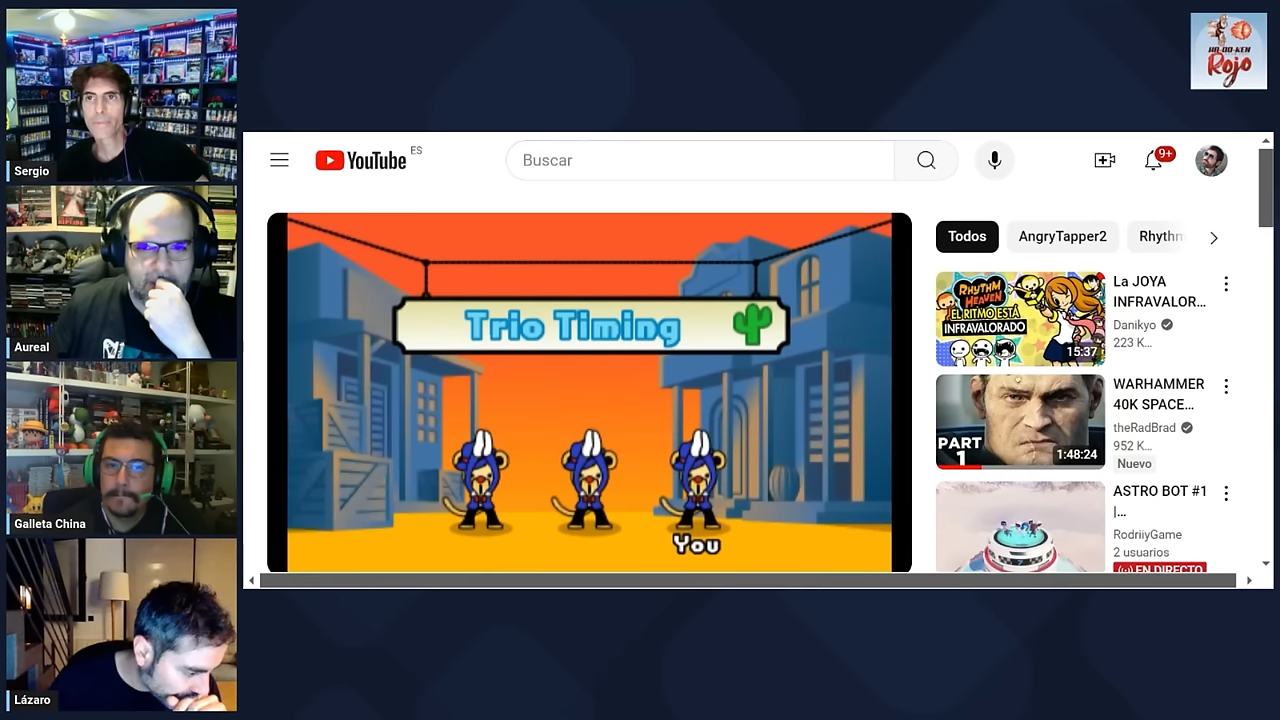 Sergio
Aureal
Galleta China
Lázaro
HA-DO-KEN
Rojo
YouTube ES
Buscar
9+
Trio Timing
You
Todos
AngryTapper2
Rhythm
RHYTHM
HEAVEN
EL RITMO ESTÁ
INFRAVALORADO
15:37
La JOYA
INFRAVALOR...
Danikyo
223 K...
PART
1
1:48:24
WARHAMMER
40K SPACE...
theRadBrad
952 K...
Nuevo
ASTRO BOT #1
|...
RodriiyGame
2 usuarios
EN DIRECTO